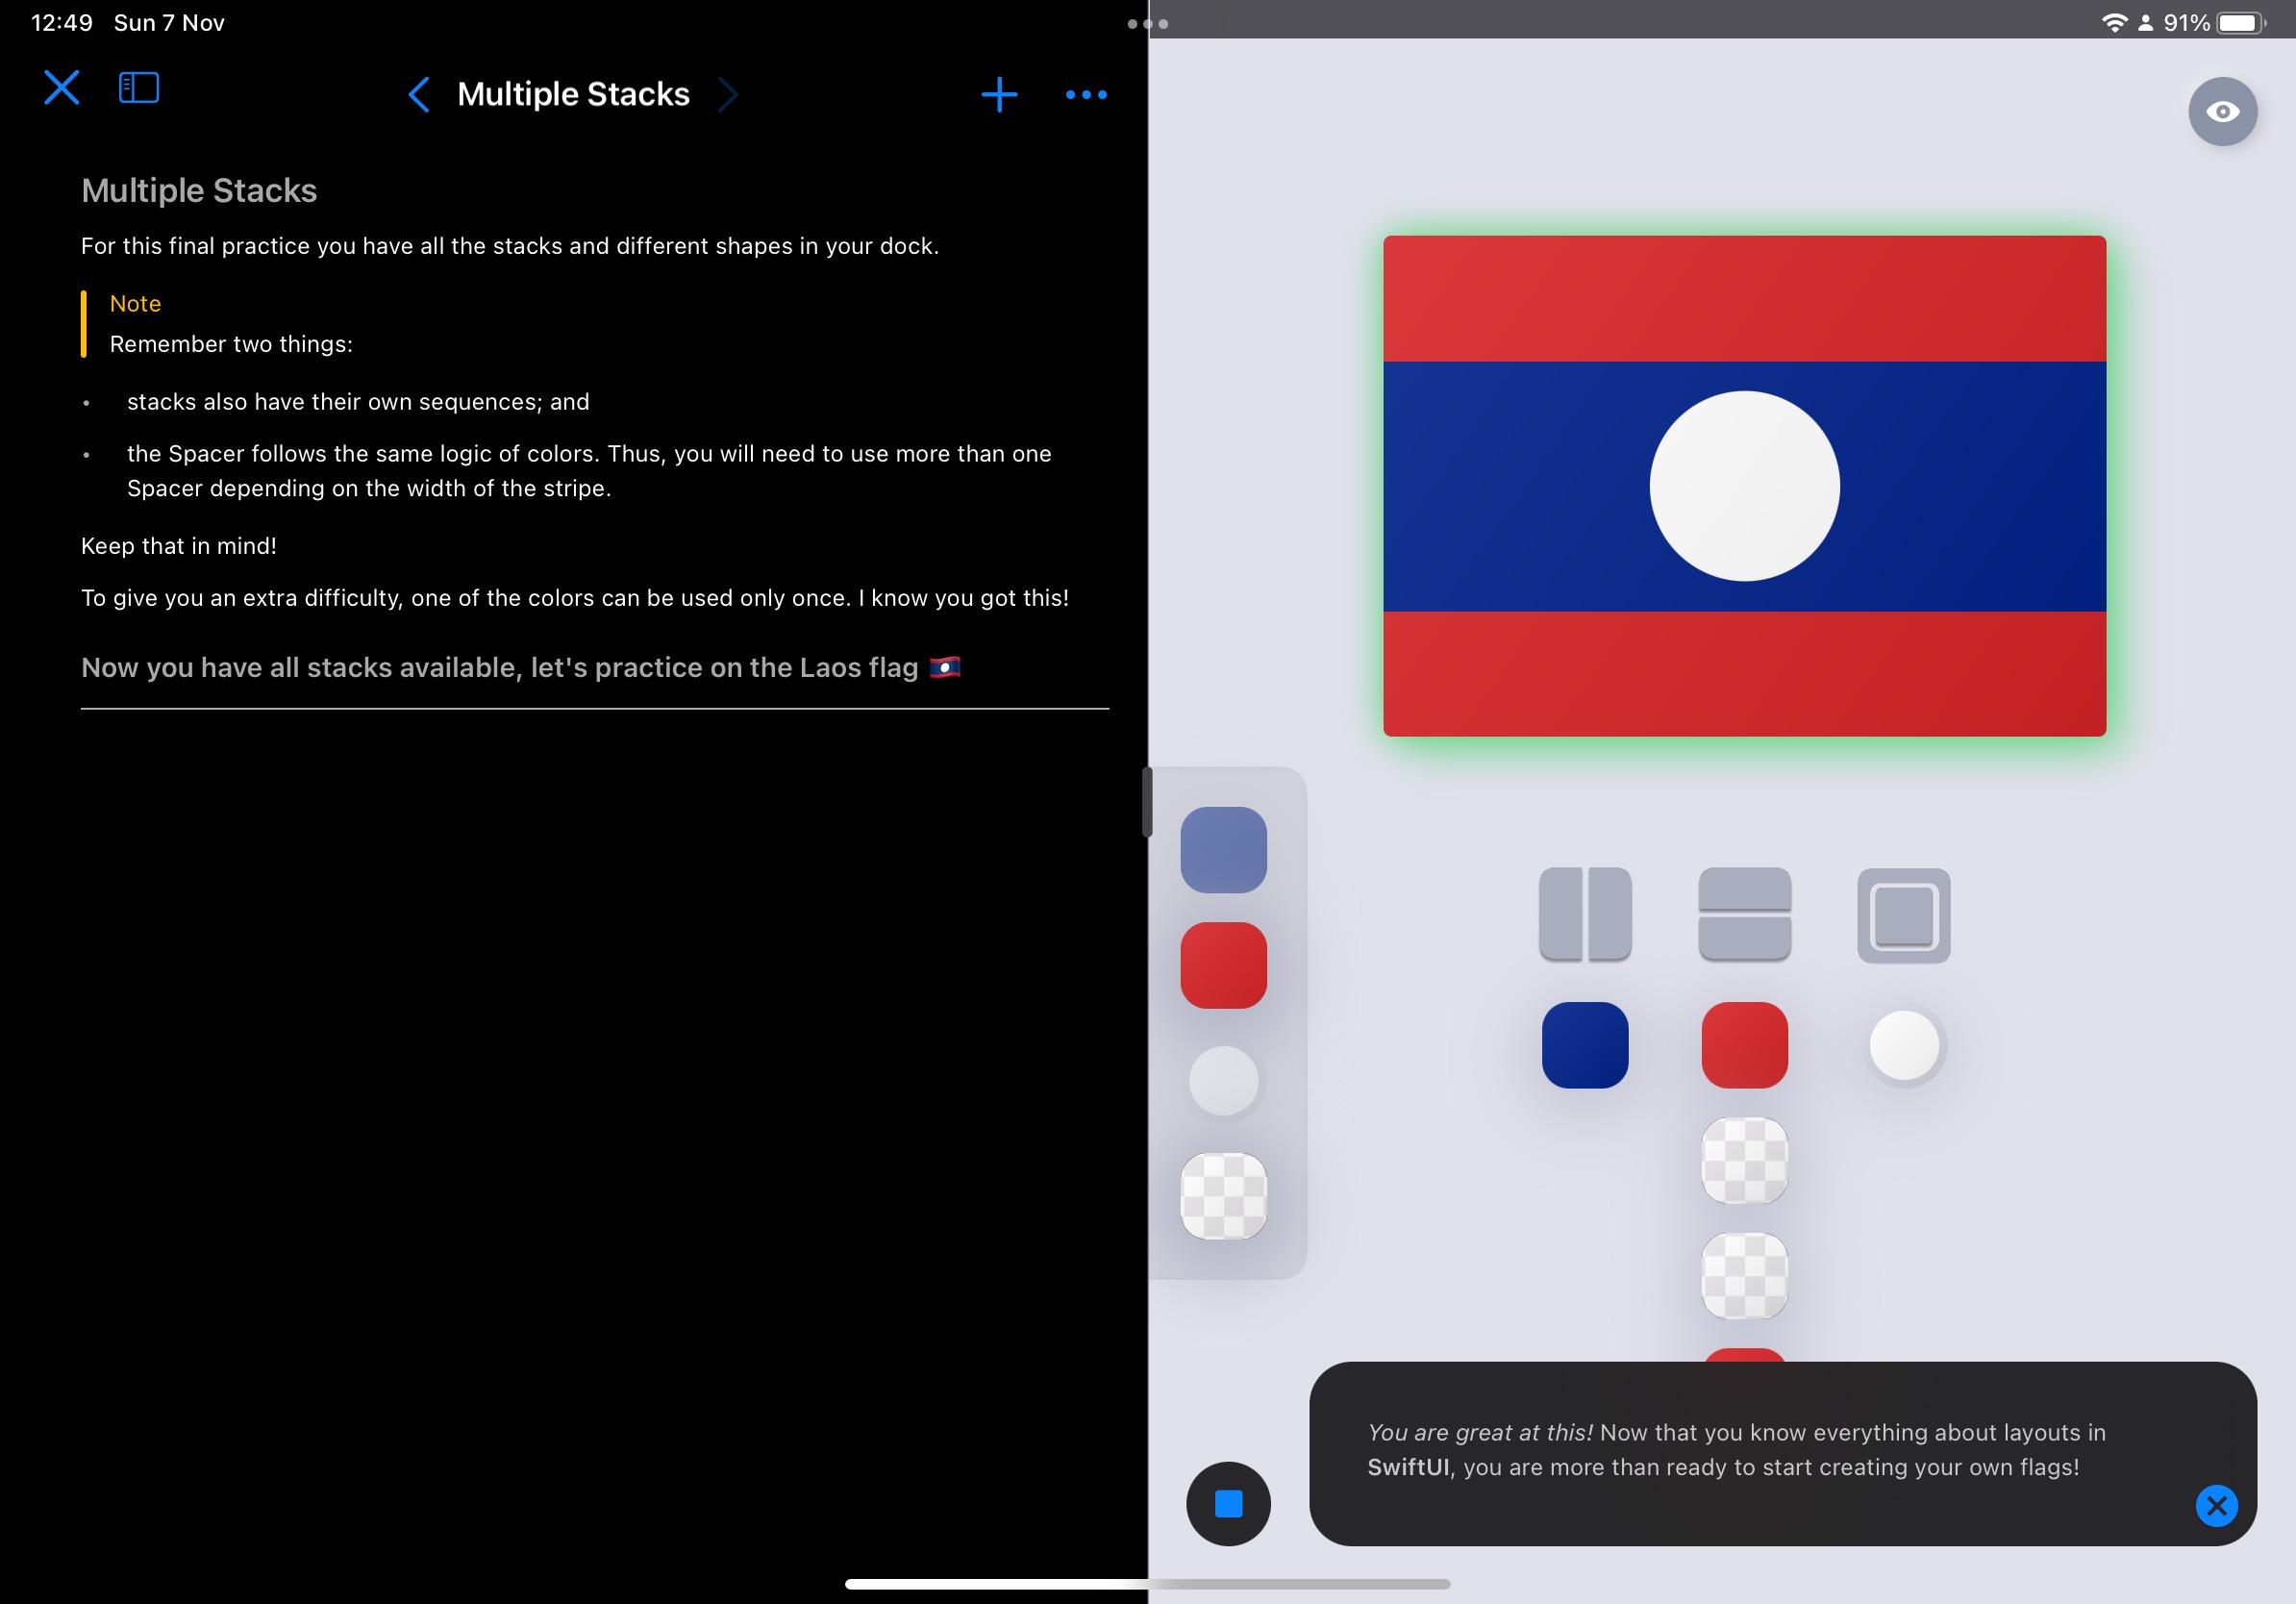 12:49 Sun 7 Nov
91%
Multiple Stacks
Multiple Stacks
For this final practice you have all the stacks and different shapes in your dock.
Note
Remember two things:
• stacks also have their own sequences; and
• the Spacer follows the same logic of colors. Thus, you will need to use more than one
Spacer depending on the width of the stripe.
Keep that in mind!
To give you an extra difficulty, one of the colors can be used only once. I know you got this!
Now you have all stacks available, let's practice on the Laos flag 🇱🇦
You are great at this! Now that you know everything about layouts in
SwiftUI, you are more than ready to start creating your own flags!